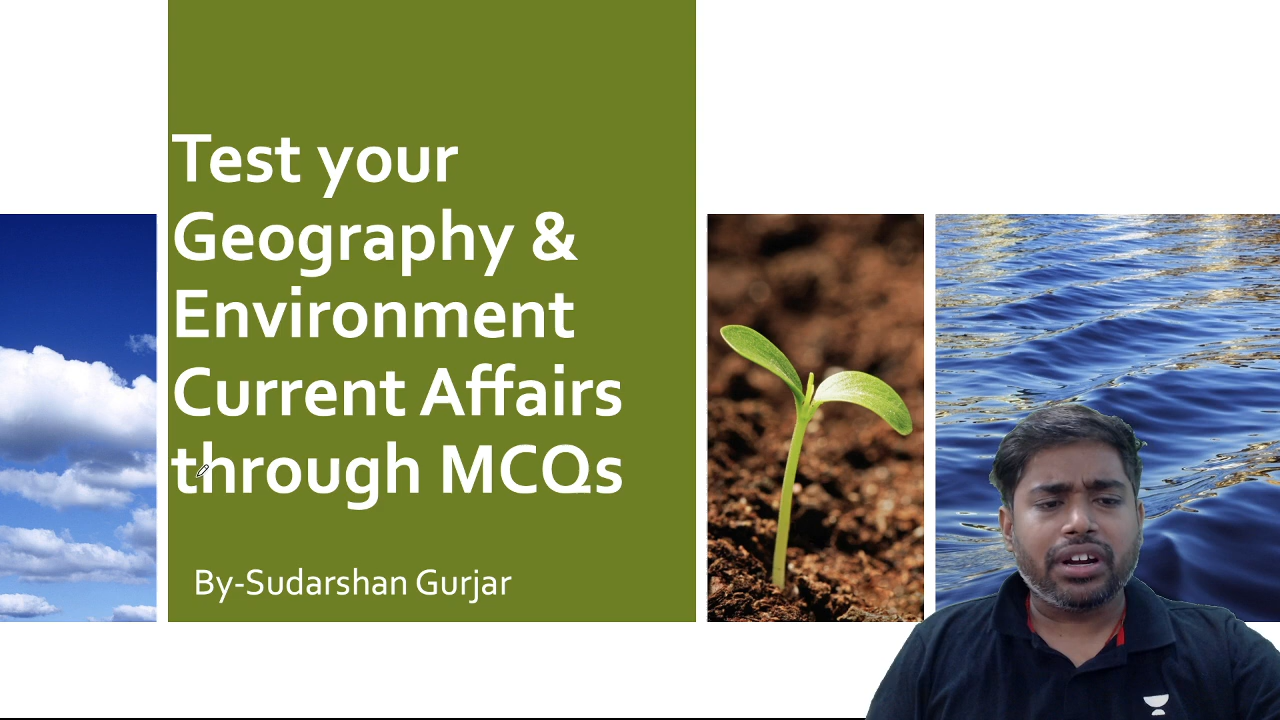 Test your
Geography &
Environment
Current Affairs
through MCQs
By-Sudarshan Gurjar